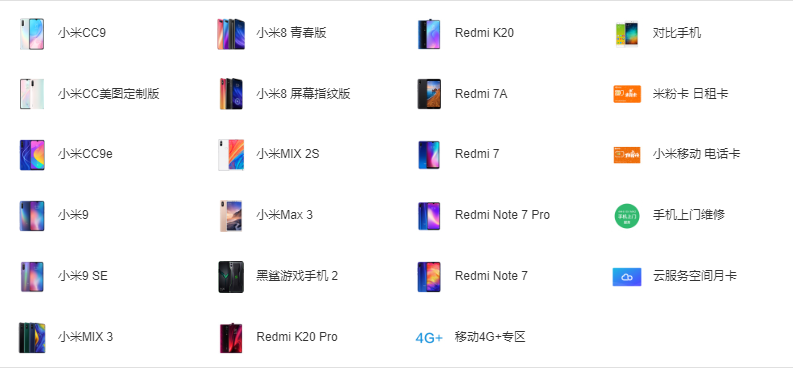 小米CC9
小米CC美图定制版
小米CC9e
小米9
小米9 SE
小米MIX 3
小米8 青春版
小米8 屏幕指纹版
小米MIX 2S
小米Max 3
黑鲨游戏手机 2
Redmi K20 Pro
Redmi K20
Redmi 7A
Redmi 7
Redmi Note 7 Pro
Redmi Note 7
4G+ 移动4G+专区
对比手机
米粉卡 日租卡
小米移动 电话卡
手机上门维修
云服务空间月卡